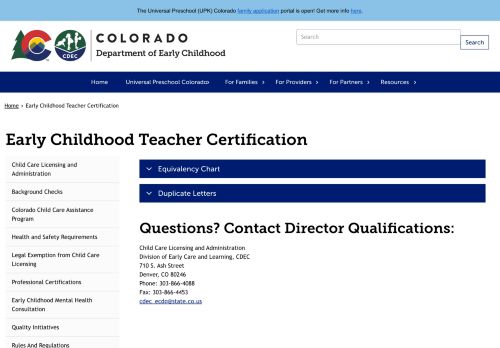 The Universal Preschool (UPK) Colorado family application portal is open! Get more info here.
COLORADO
Department of Early Childhood
CDEC
Search
Search
Home
Universal Preschool Colorado
For Families
For Providers
For Partners
Resources
Home › Early Childhood Teacher Certification
Early Childhood Teacher Certification
Child Care Licensing and
Administration
Background Checks
Colorado Child Care Assistance
Program
Health and Safety Requirements
Legal Exemption from Child Care
Licensing
Professional Certifications
Early Childhood Mental Health
Consultation
Quality Initiatives
Rules And Regulations
Equivalency Chart
Duplicate Letters
Questions? Contact Director Qualifications:
Child Care Licensing and Administration
Division of Early Care and Learning, CDEC
710 S. Ash Street
Denver, CO 80246
Phone: 303-866-4088
Fax: 303-866-4453
cdec_ecdq@state.co.us